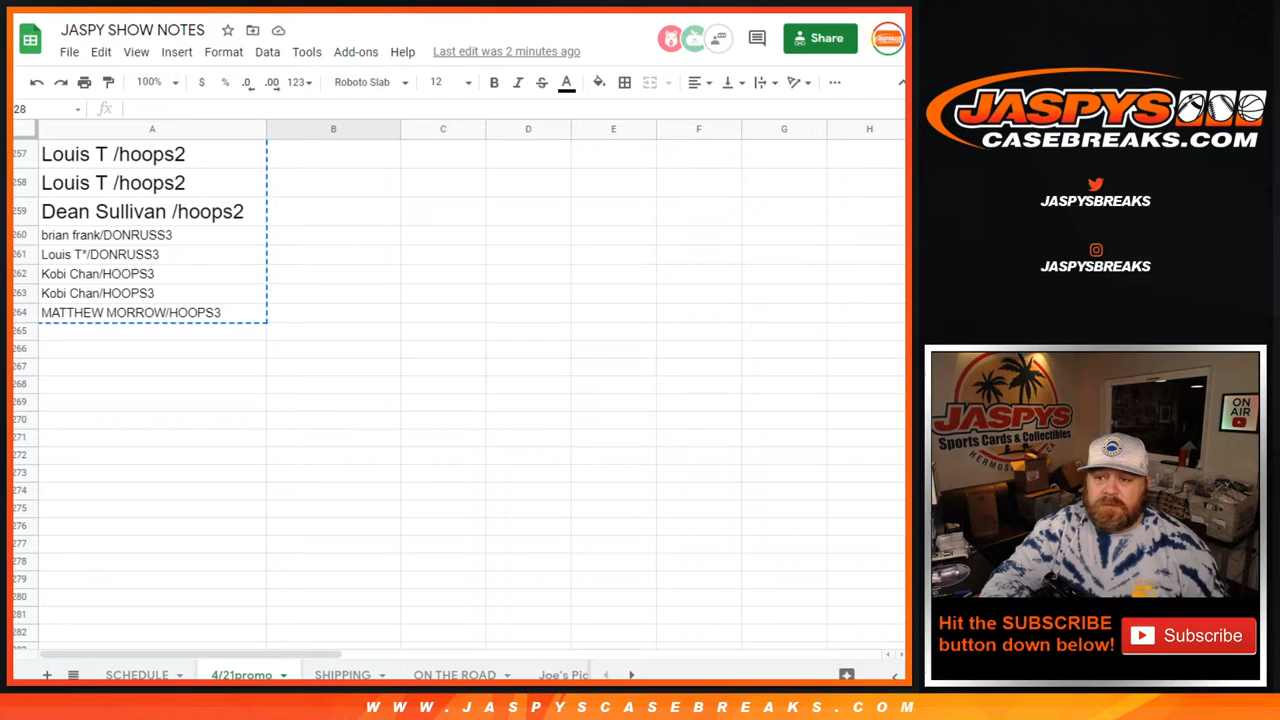 JASPY SHOW NOTES
File Edit View Insert Format Data Tools Add-ons Help Last edit was 2 minutes ago
Share
100% $ % .0 .00 123 Roboto Slab 12 B I S A
28 fx
A B C D E F G H
257 Louis T /hoops2
258 Louis T /hoops2
259 Dean Sullivan /hoops2
260 brian frank/DONRUSS3
261 Louis T*/DONRUSS3
262 Kobi Chan/HOOPS3
263 Kobi Chan/HOOPS3
264 MATTHEW MORROW/HOOPS3
265
266
267
268
269
270
271
272
273
274
275
276
277
278
279
280
281
282
SCHEDULE 4/21promo SHIPPING ON THE ROAD Joe's Pic
JASPYS
CASEBREAKS.COM
JASPYSBREAKS
JASPYSBREAKS
JASPYS
Sports Cards & Collectibles
ON
AIR
Hit the SUBSCRIBE
button down below!
Subscribe
WWW.JASPYSCASEBREAKS.COM